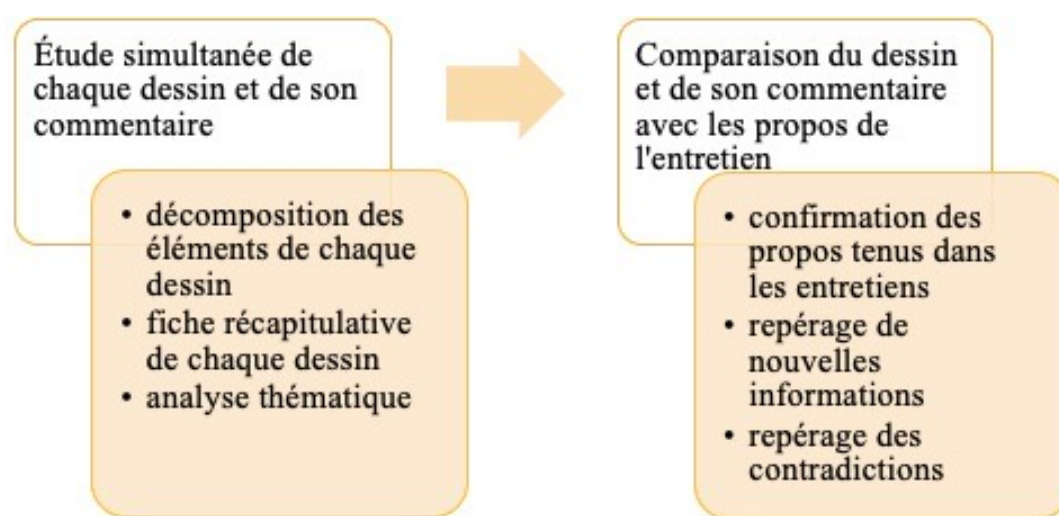 Étude simultanée de
chaque dessin et de son
commentaire
• décomposition des
éléments de chaque
dessin
• fiche récapitulative
de chaque dessin
• analyse thématique
Comparaison du dessin
et de son commentaire
avec les propos de
l'entretien
• confirmation des
propos tenus dans
les entretiens
• repérage de
nouvelles
informations
• repérage des
contradictions